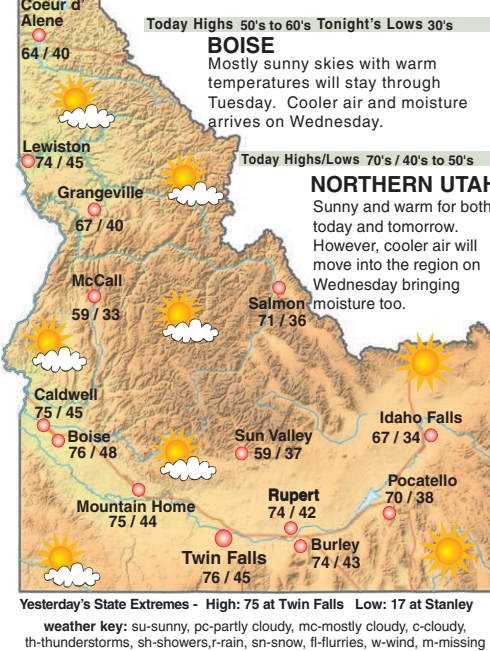 Coeur d'
Alene
64 / 40
Today Highs 50's to 60's Tonight's Lows 30's
BOISE
Mostly sunny skies with warm
temperatures will stay through
Tuesday. Cooler air and moisture
arrives on Wednesday.
Lewiston
74 / 45
Today Highs/Lows 70's / 40's to 50's
NORTHERN UTAH
Sunny and warm for both
today and tomorrow.
However, cooler air will
move into the region on
Wednesday bringing
moisture too.
Grangeville
67 / 40
McCall
59 / 33
Salmon
71 / 36
Caldwell
75 / 45
Boise
76 / 48
Sun Valley
59 / 37
Idaho Falls
67 / 34
Pocatello
70 / 38
Mountain Home
75 / 44
Rupert
74 / 42
Burley
74 / 43
Twin Falls
76 / 45
Yesterday's State Extremes - High: 75 at Twin Falls Low: 17 at Stanley
weather key: su-sunny, pc-partly cloudy, mc-mostly cloudy, c-cloudy,
th-thunderstorms, sh-showers,r-rain, sn-snow, fl-flurries, w-wind, m-missing